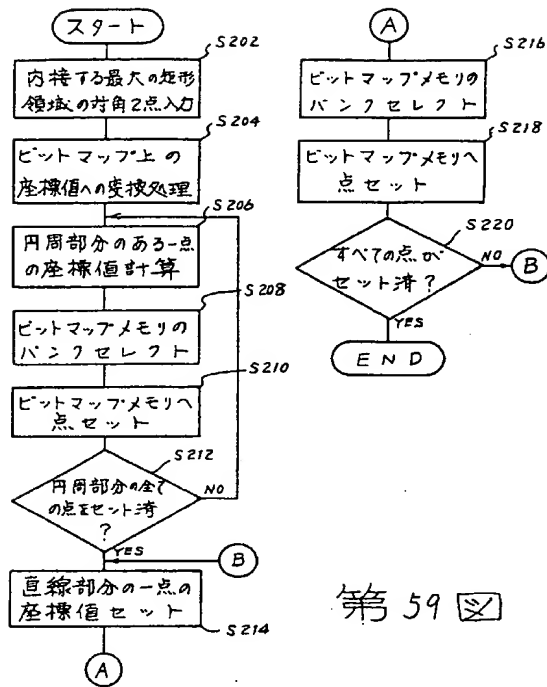 スタート
S202
内接する最大の矩形
領域の対角2点入力
S204
ビットマップ上の
座標値への変換処理
S206
円周部分のある一点
の座標値計算
S208
ビットマップメモリの
バンクセレクト
S210
ビットマップメモリへ
点セット
S212
円周部分の全て
の点をセット済
?
NO
YES
B
直線部分の一点の
座標値セット
S214
A
A
S216
ビットマップメモリの
バンクセレクト
S218
ビットマップメモリへ
点セット
S220
すべての点が
セット済?
NO
B
YES
END
第59図